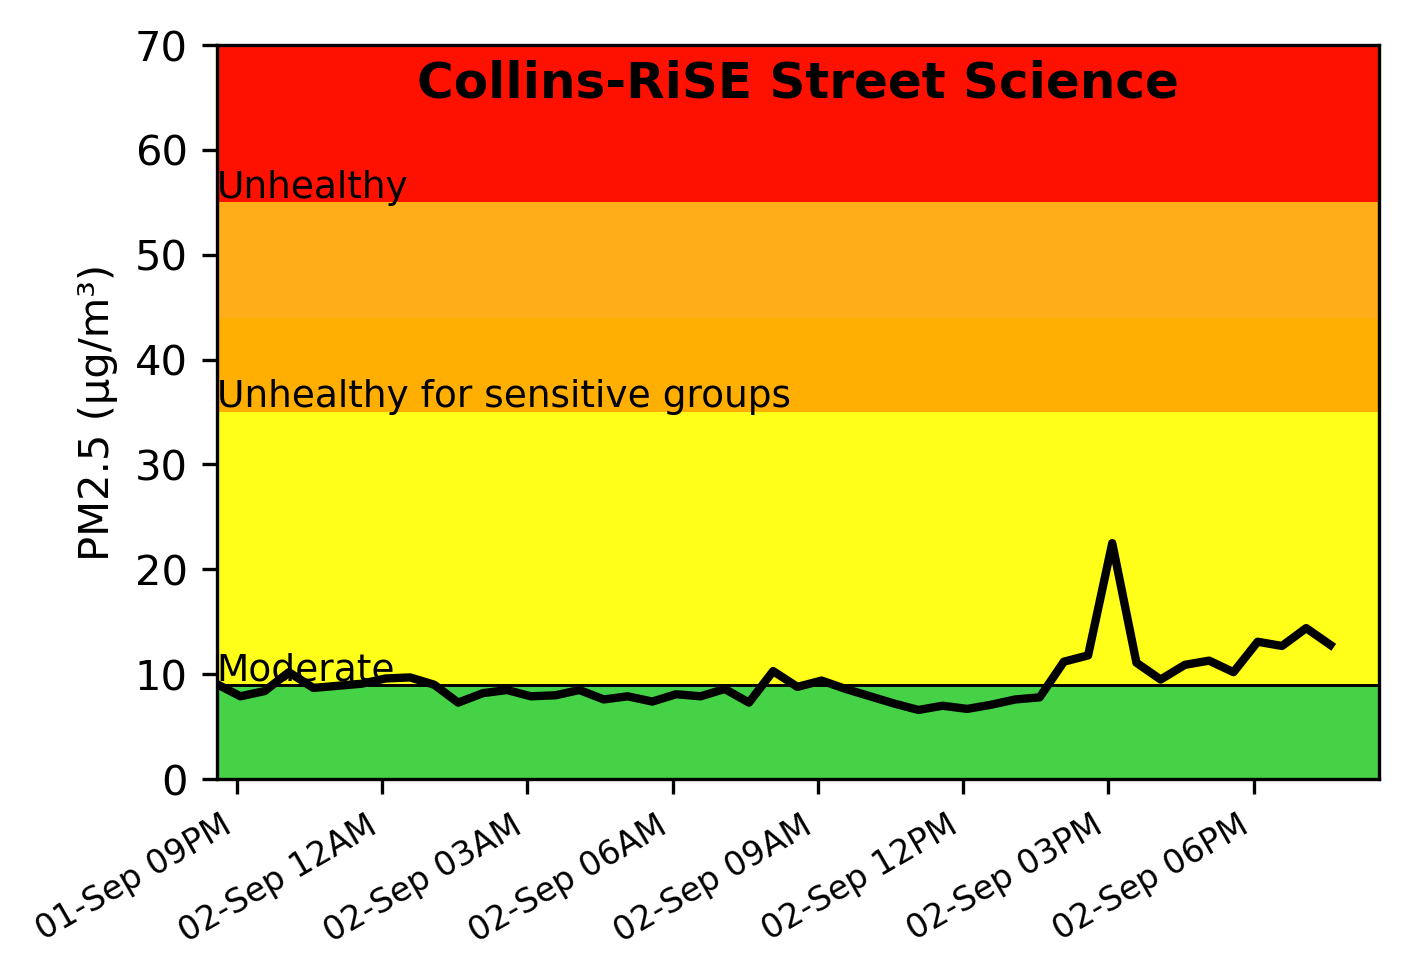 Collins-RiSE Street Science
70
60
Unhealthy
50
40
Unhealthy for sensitive groups
30
20
Moderate
10
0
PM2.5 (µg/m³)
01-Sep 09PM
02-Sep 12AM
02-Sep 03AM
02-Sep 06AM
02-Sep 09AM
02-Sep 12PM
02-Sep 03PM
02-Sep 06PM